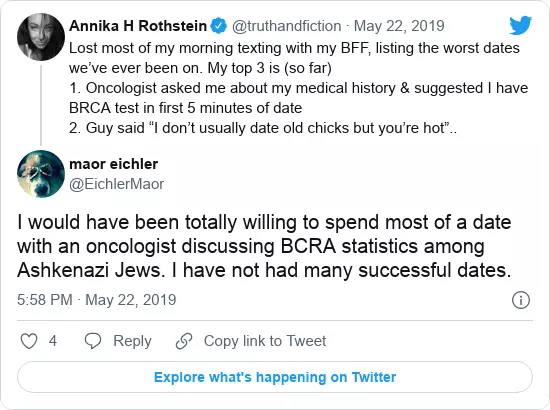 Annika H Rothstein @truthandfiction · May 22, 2019
Lost most of my morning texting with my BFF, listing the worst dates
we’ve ever been on. My top 3 is (so far)
1. Oncologist asked me about my medical history & suggested I have
BRCA test in first 5 minutes of date
2. Guy said “I don’t usually date old chicks but you’re hot”..
maor eichler
@EichlerMaor
I would have been totally willing to spend most of a date
with an oncologist discussing BCRA statistics among
Ashkenazi Jews. I have not had many successful dates.
5:58 PM · May 22, 2019
4 Reply Copy link to Tweet
Explore what's happening on Twitter